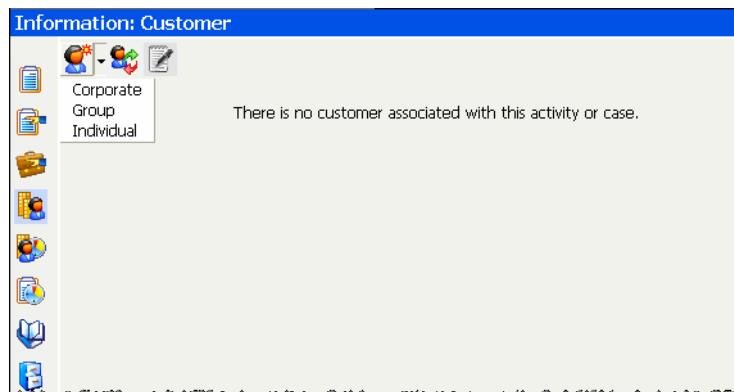 Information: Customer
Corporate
Group
Individual
There is no customer associated with this activity or case.